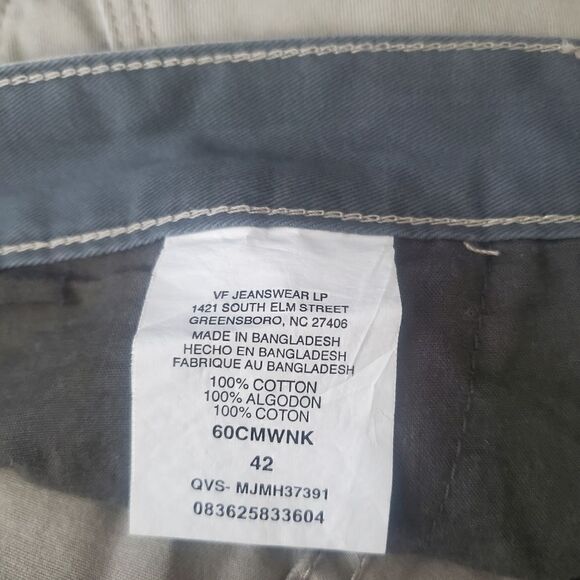 VF JEANSWEAR LP
1421 SOUTH ELM STREET
GREENSBORO, NC 27406
MADE IN BANGLADESH
HECHO EN BANGLADESH
FABRIQUE AU BANGLADESH
100% COTTON
100% ALGODON
100% COTON
60CMWNK
42
QVS- MJMH37391
083625833604